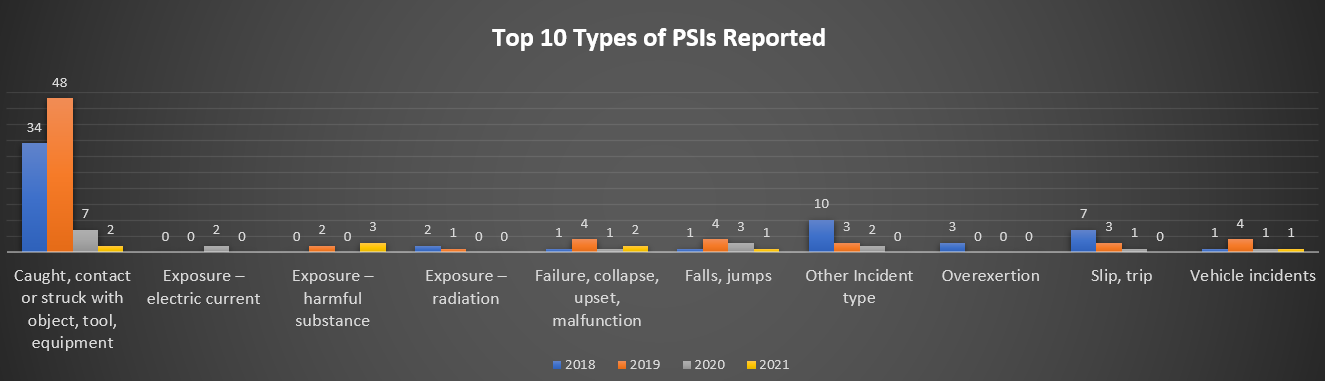 Top 10 Types of PSIs Reported
48
34
7
2
0 0 2 0
0 2 0 3
2 1 0 0
1 4 1 2
1 4 3 1
10 3 2 0
3 0 0 0
7 3 1 0
1 4 1 1
Caught, contact
or struck with
object, tool,
equipment
Exposure –
electric current
Exposure –
harmful
substance
Exposure –
radiation
Failure, collapse,
upset,
malfunction
Falls, jumps
Other Incident
type
Overexertion
Slip, trip
Vehicle incidents
2018 2019 2020 2021